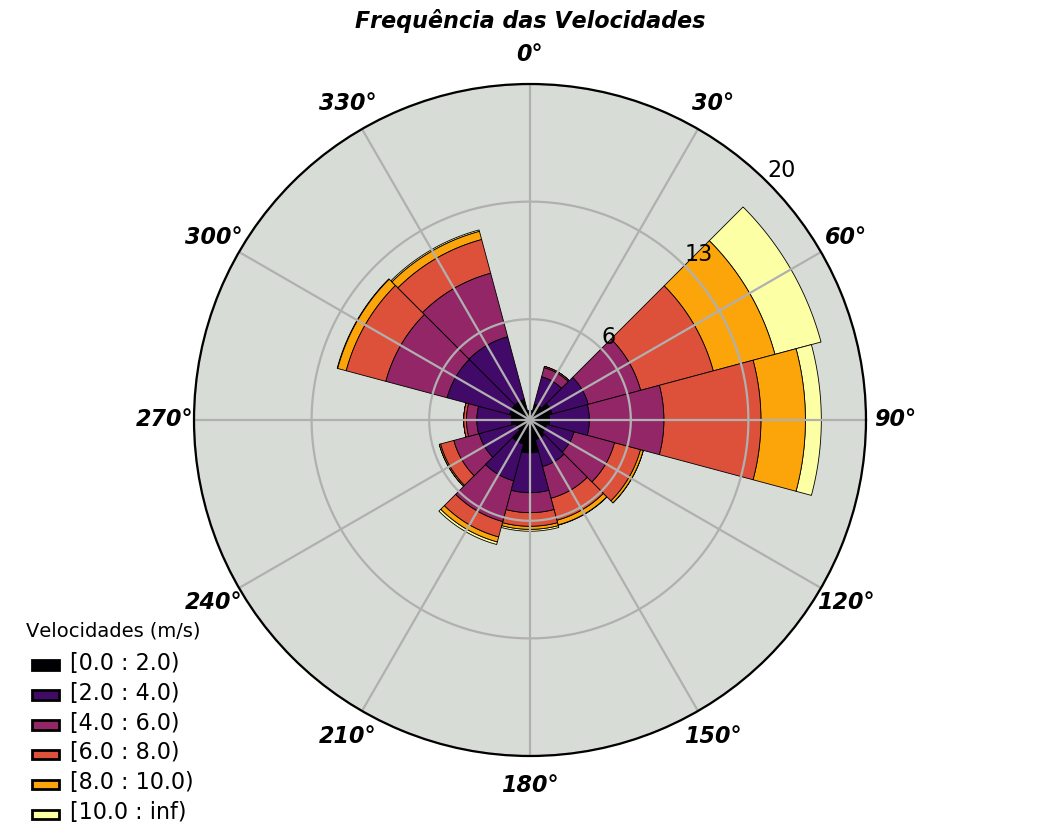 Frequência das Velocidades
0°
330°
30°
20
300°
60°
13
6
270°
90°
240°
120°
Velocidades (m/s)
[0.0 : 2.0)
[2.0 : 4.0)
[4.0 : 6.0)
210°
150°
[6.0 : 8.0)
180°
[8.0 : 10.0)
[10.0 : inf)